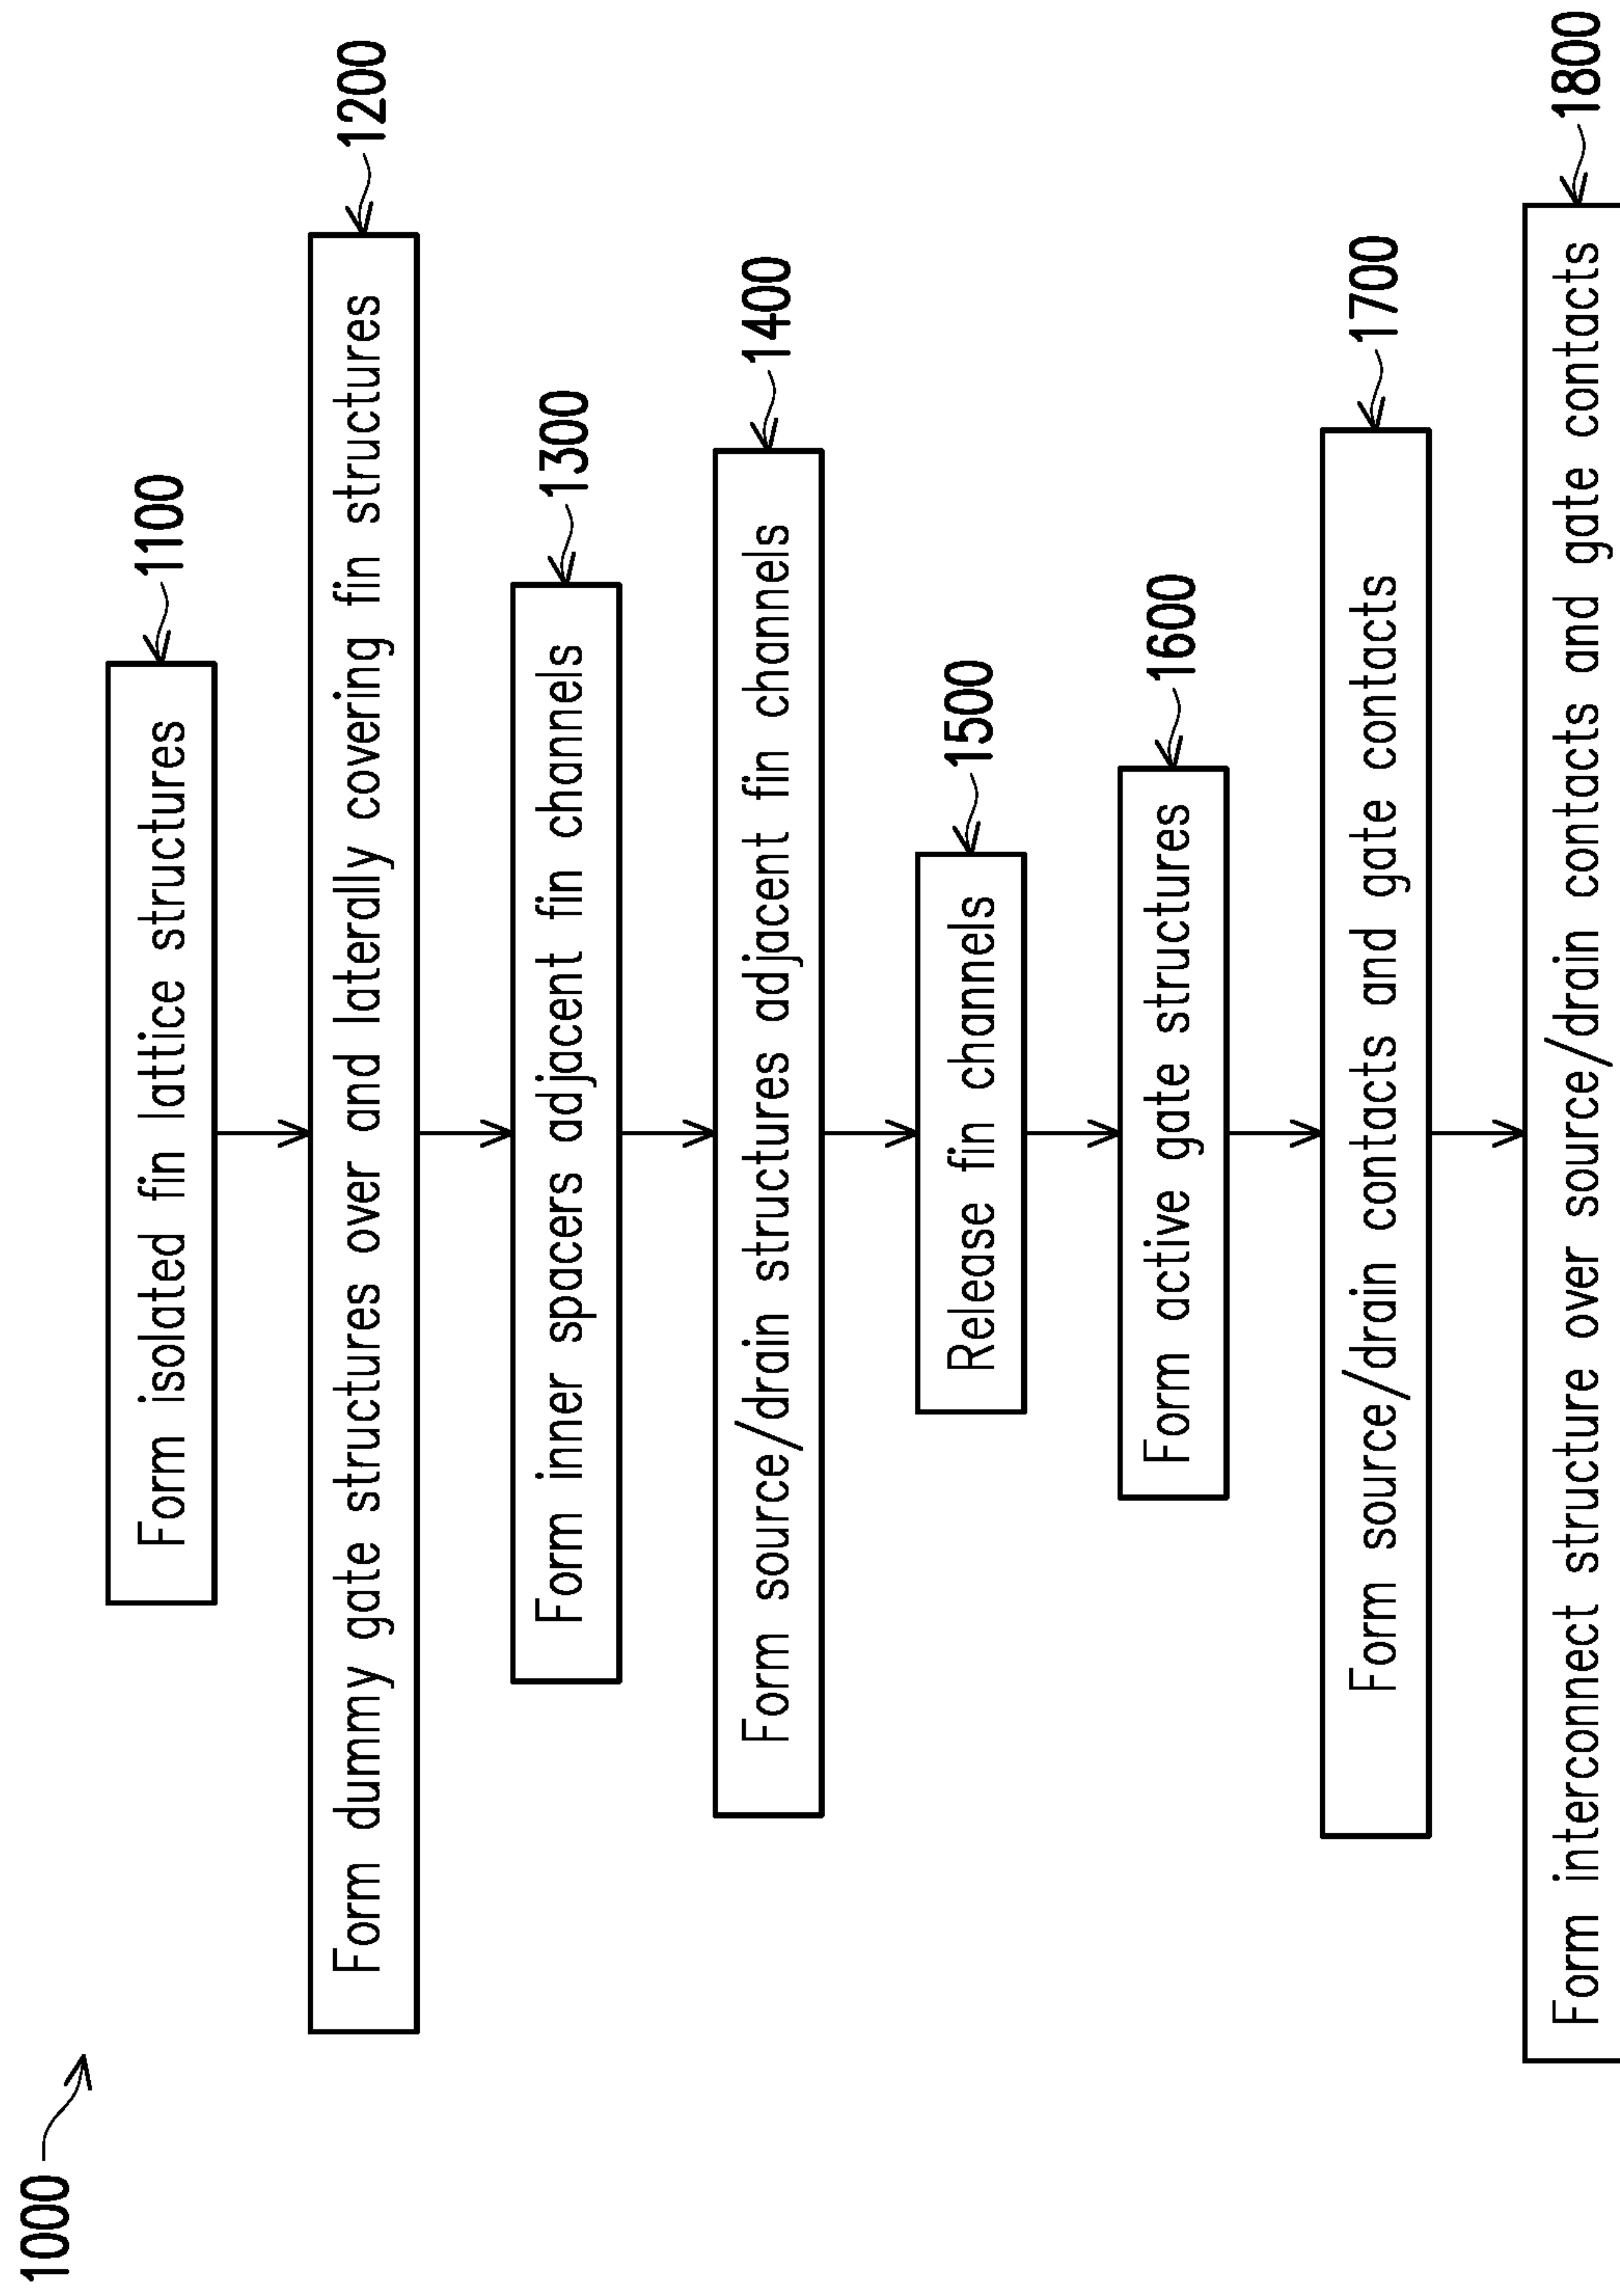 1000
Form isolated fin lattice structures
1100
Form dummy gate structures over and laterally covering fin structures
1200
Form inner spacers adjacent fin channels
1300
Form source/drain structures adjacent fin channels
1400
Release fin channels
1500
Form active gate structures
1600
Form source/drain contacts and gate contacts
1700
Form interconnect structure over source/drain contacts and gate contacts
1800